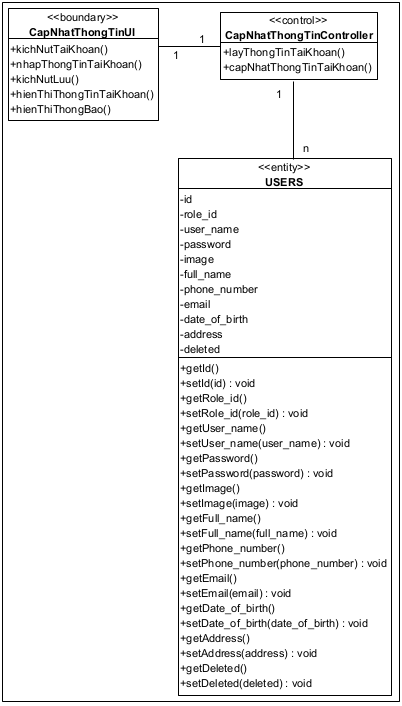 <<boundary>>
CapNhatThongTinUI
+kichNutTaiKhoan()
+nhapThongTinTaiKhoan()
+kichNutLuu()
+hienThiThongTinTaiKhoan()
+hienThiThongBao()
1
1
<<control>>
CapNhatThongTinController
+layThongTinTaiKhoan()
+capNhatThongTinTaiKhoan()
1
n
<<entity>>
USERS
-id
-role_id
-user_name
-password
-image
-full_name
-phone_number
-email
-date_of_birth
-address
-deleted
+getId()
+setId(id) : void
+getRole_id()
+setRole_id(role_id) : void
+getUser_name()
+setUser_name(user_name) : void
+getPassword()
+setPassword(password) : void
+getImage()
+setImage(image) : void
+getFull_name()
+setFull_name(full_name) : void
+getPhone_number()
+setPhone_number(phone_number) : void
+getEmail()
+setEmail(email) : void
+getDate_of_birth()
+setDate_of_birth(date_of_birth) : void
+getAddress()
+setAddress(address) : void
+getDeleted()
+setDeleted(deleted) : void